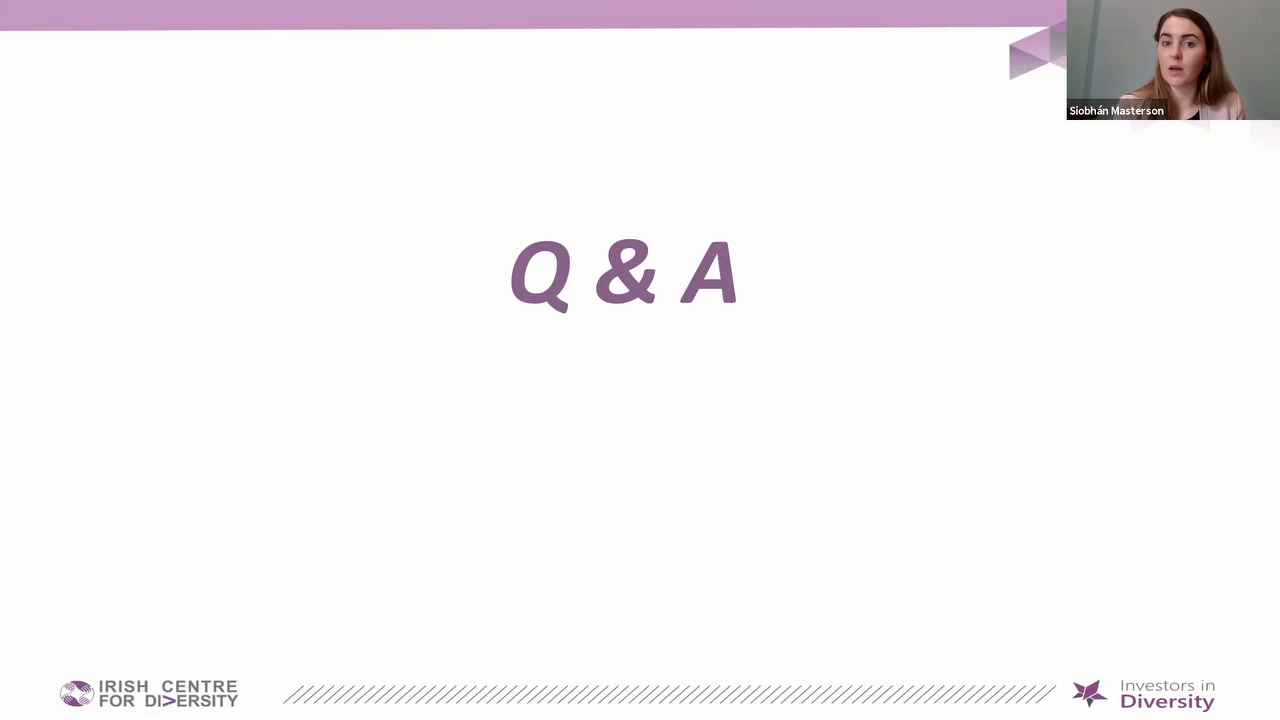 Siobhán Masterson
Q & A
IRISH CENTRE
FOR DIVERSITY
Investors in
Diversity